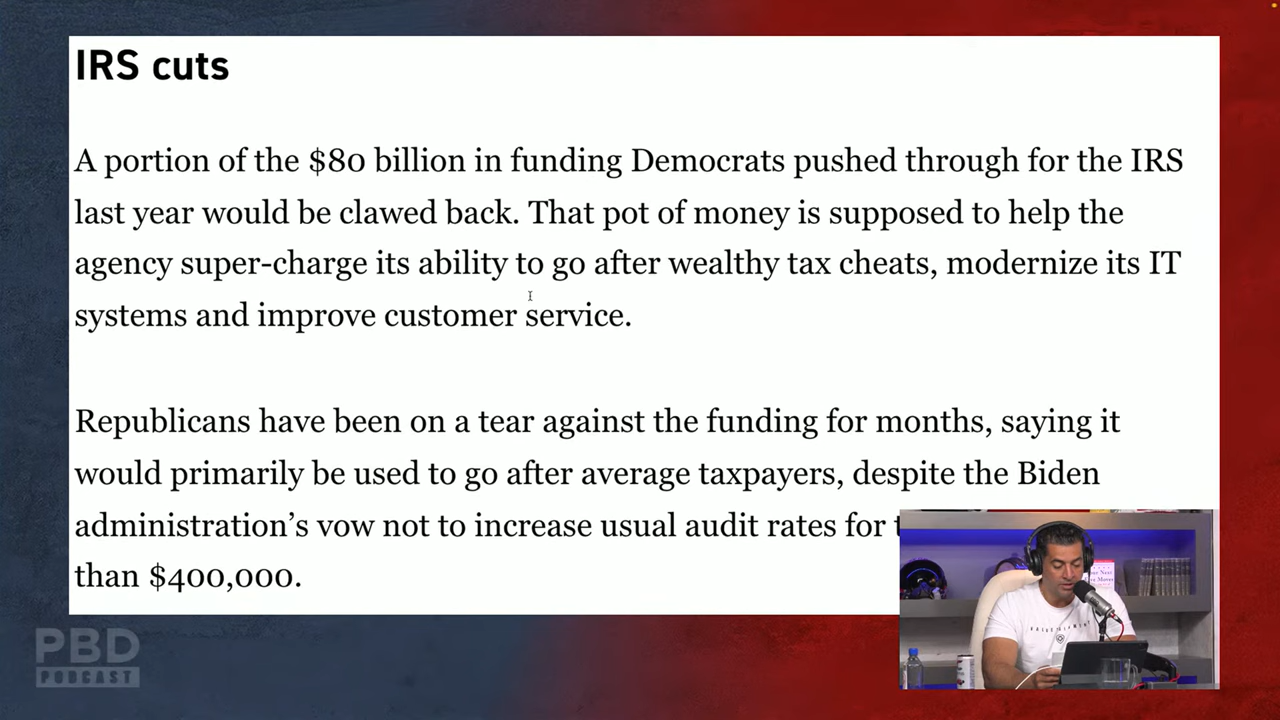 IRS cuts
A portion of the $80 billion in funding Democrats pushed through for the IRS
last year would be clawed back. That pot of money is supposed to help the
agency super-charge its ability to go after wealthy tax cheats, modernize its IT
systems and improve customer service.
Republicans have been on a tear against the funding for months, saying it
would primarily be used to go after average taxpayers, despite the Biden
administration’s vow not to increase usual audit rates for
than $400,000.
PBD
PODCAST